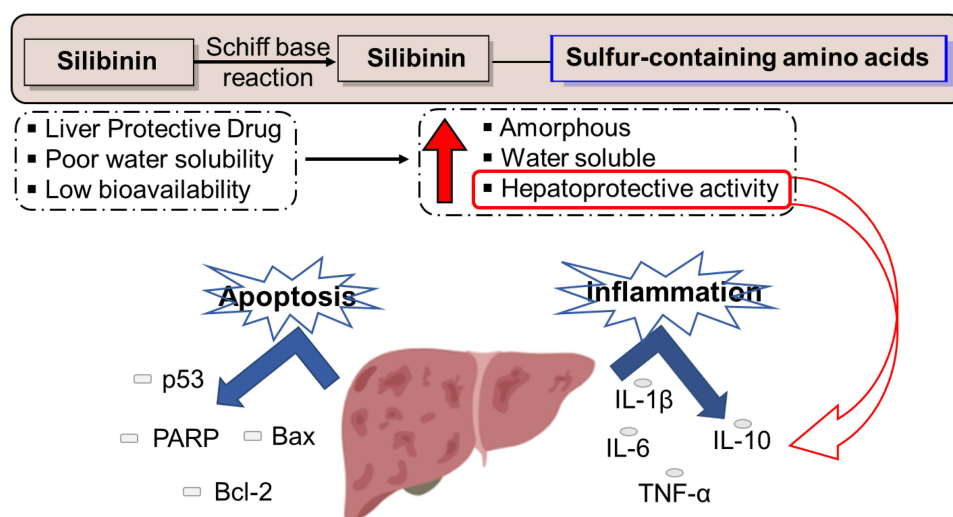 Silibinin
Schiff base
reaction
Silibinin
Sulfur-containing amino acids
▪ Liver Protective Drug
▪ Poor water solubility
▪ Low bioavailability
▪ Amorphous
▪ Water soluble
▪ Hepatoprotective activity
Apoptosis
Inflammation
p53
PARP
Bax
Bcl-2
IL-1β
IL-6
IL-10
TNF-α